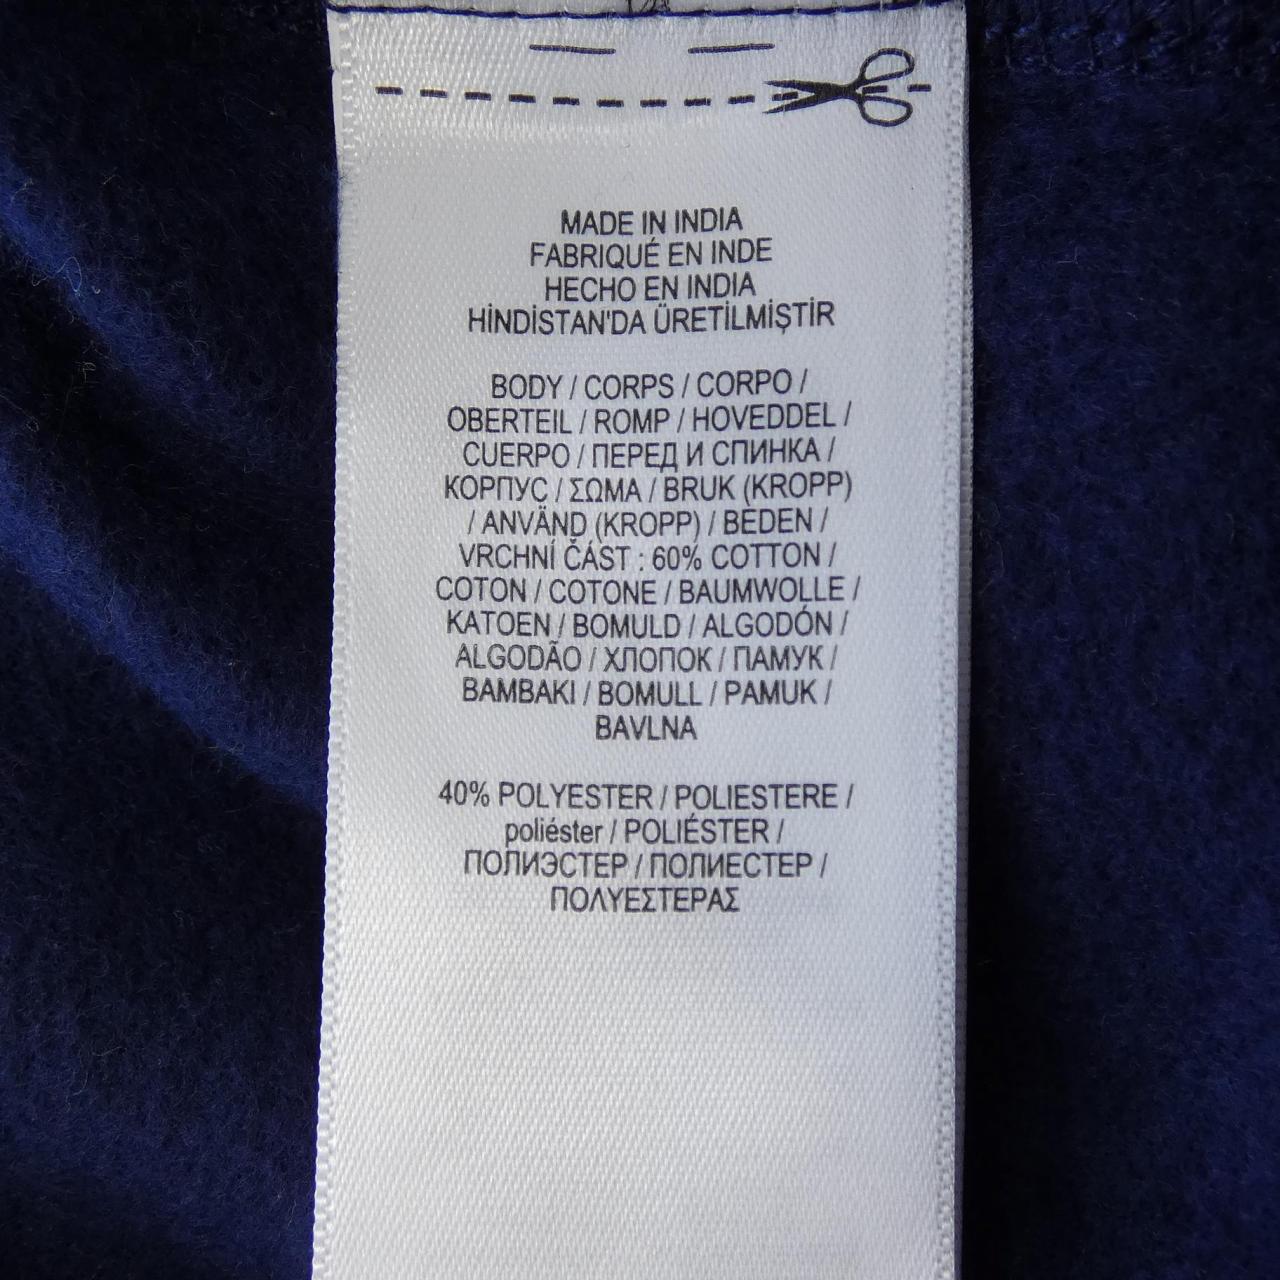 MADE IN INDIA
FABRIQUÉ EN INDE
HECHO EN INDIA
HİNDİSTAN'DA ÜRETİLMİŞTİR
BODY / CORPS / CORPO /
OBERTEIL / ROMP / HOVEDDEL /
CUERPO / ПЕРЕД И СПИНКА /
КОРПУС / ΣΩΜΑ / BRUK (KROPP)
/ ANVÄND (KROPP) / BEDEN /
VRCHNÍ ČÁST : 60% COTTON /
COTON / COTONE / BAUMWOLLE /
KATOEN / BOMULD / ALGODÓN /
ALGODÃO / ХЛОПОК / ПАМУК /
BAMBAKI / BOMULL / PAMUK /
BAVLNA
40% POLYESTER / POLIESTERE /
poliéster / POLIÉSTER /
ПОЛИЭСТЕР / ПОЛИЕСТЕР /
ΠΟΛΥΕΣΤΕΡΑΣ